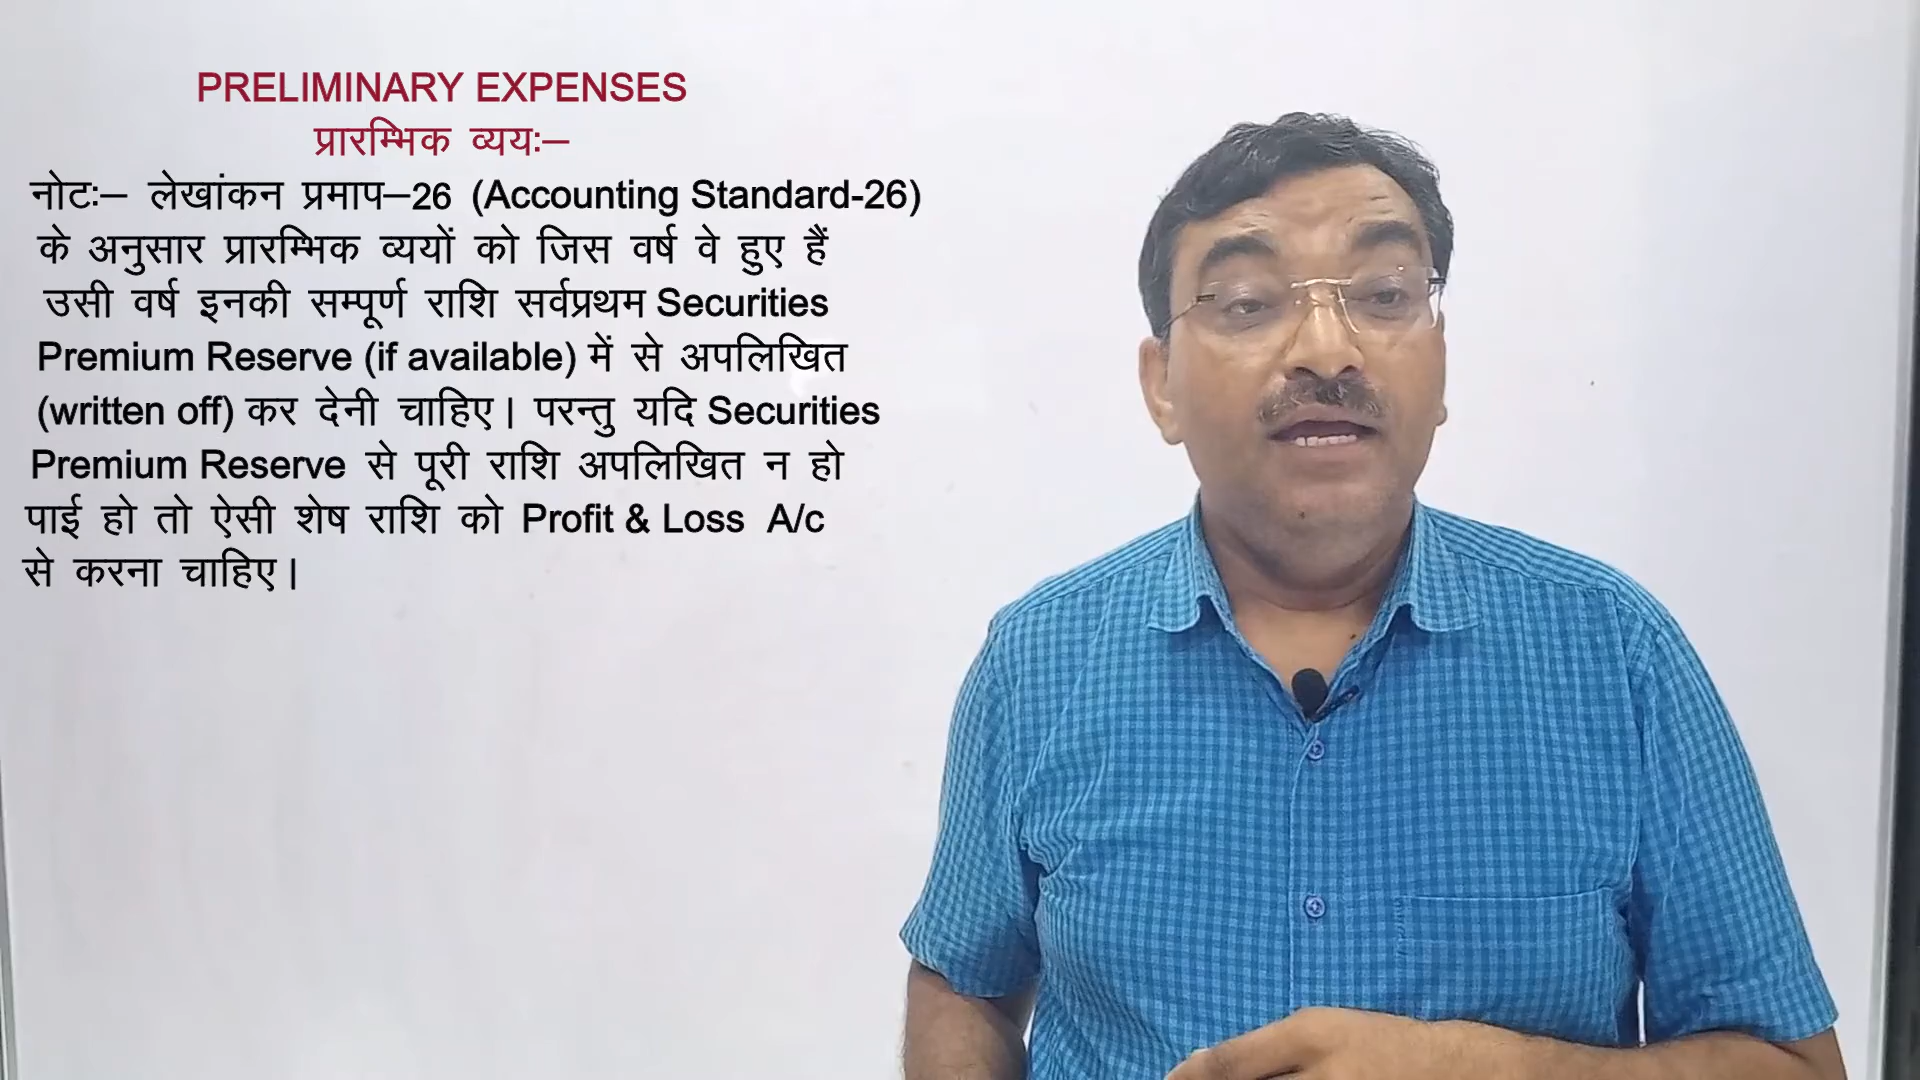 PRELIMINARY EXPENSES
प्रारम्भिक व्ययः–
नोटः– लेखांकन प्रमाप–26 (Accounting Standard-26)
के अनुसार प्रारम्भिक व्ययों को जिस वर्ष वे हुए हैं
उसी वर्ष इनकी सम्पूर्ण राशि सर्वप्रथम Securities
Premium Reserve (if available) में से अपलिखित
(written off) कर देनी चाहिए। परन्तु यदि Securities
Premium Reserve से पूरी राशि अपलिखित न हो
पाई हो तो ऐसी शेष राशि को Profit & Loss A/c
से करना चाहिए।